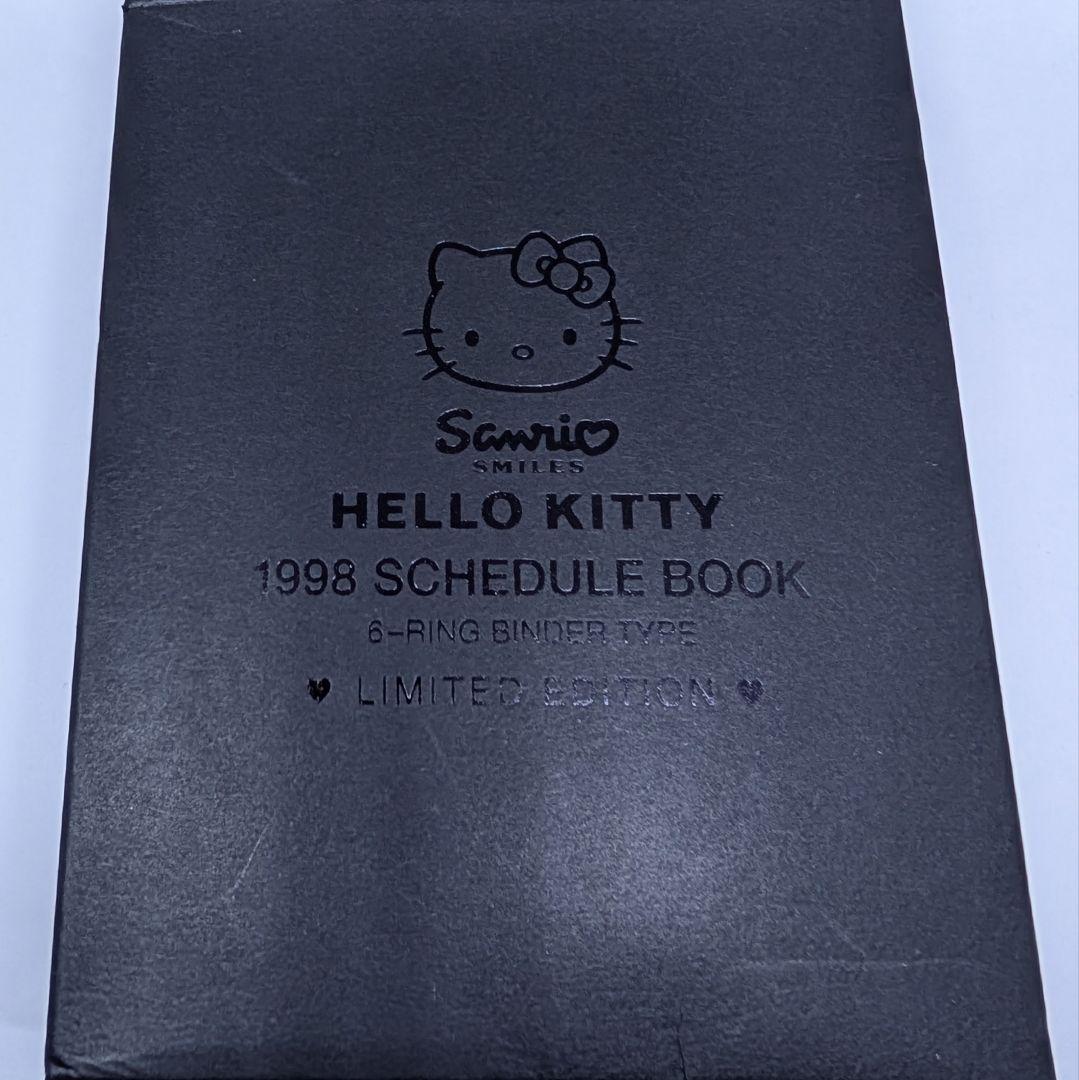 Sanrio
SMILES
HELLO KITTY
1998 SCHEDULE BOOK
6-RING BINDER TYPE
♥ LIMITED EDITION ♥